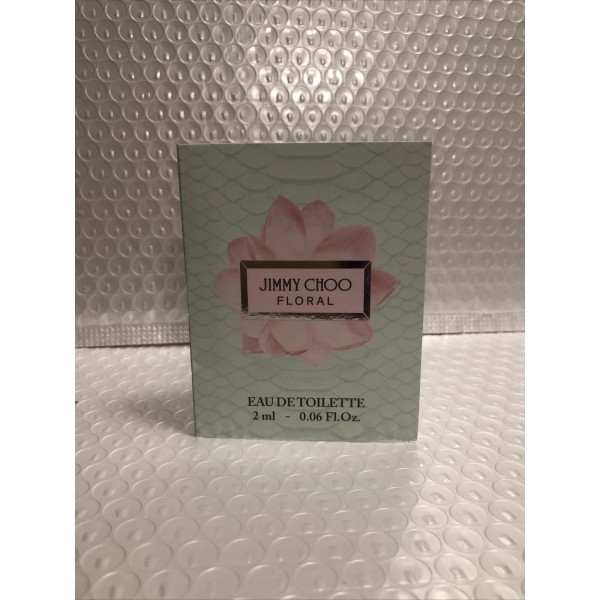 JIMMY CHOO
FLORAL
EAU DE TOILETTE
2 ml - 0.06 Fl.Oz.